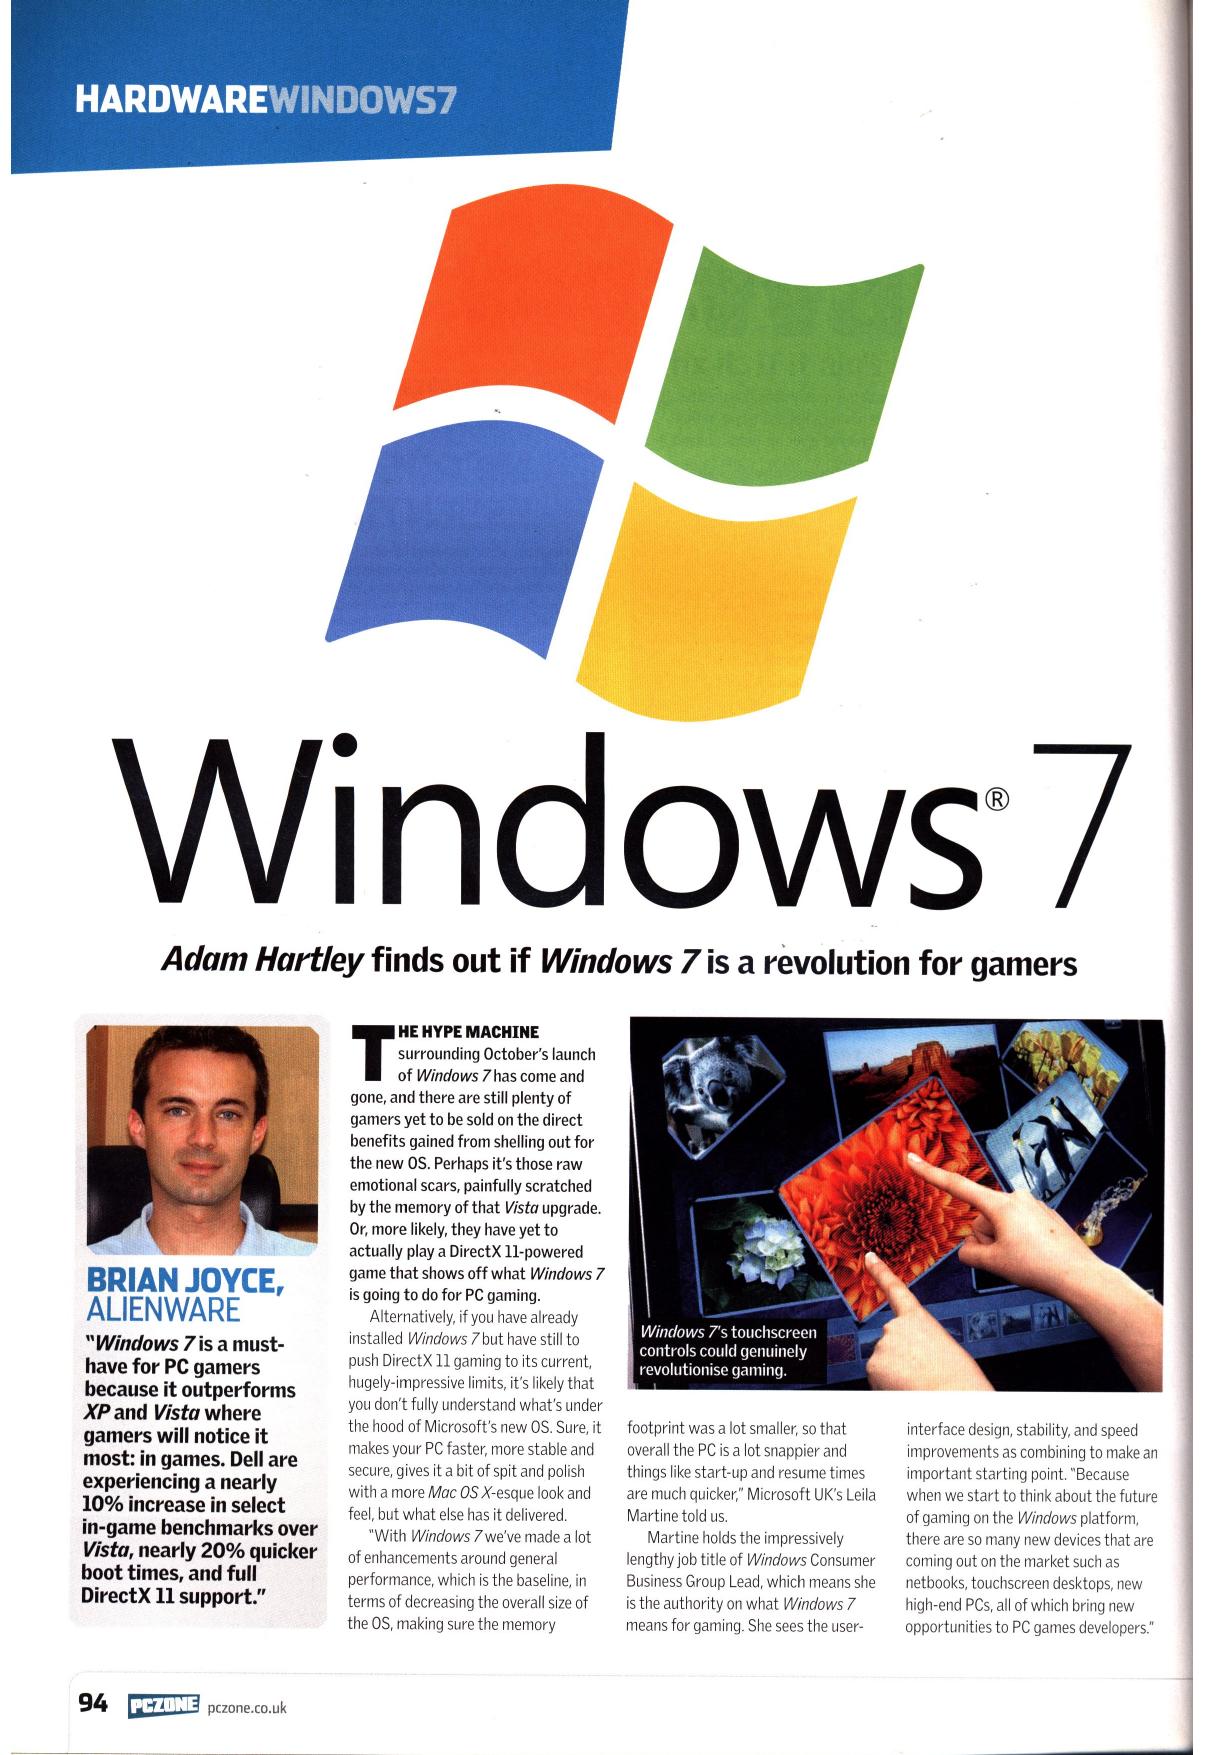 HARDWAREWINDOWS7
Windows® 7
Adam Hartley finds out if Windows 7 is a revolution for gamers
BRIAN JOYCE,
ALIENWARE
"Windows 7 is a must-
have for PC gamers
because it outperforms
XP and Vista where
gamers will notice it
most: in games. Dell are
experiencing a nearly
10% increase in select
in-game benchmarks over
Vista, nearly 20% quicker
boot times, and full
DirectX 11 support."
THE HYPE MACHINE
surrounding October's launch
of Windows 7 has come and
gone, and there are still plenty of
gamers yet to be sold on the direct
benefits gained from shelling out for
the new OS. Perhaps it's those raw
emotional scars, painfully scratched
by the memory of that Vista upgrade.
Or, more likely, they have yet to
actually play a DirectX 11-powered
game that shows off what Windows 7
is going to do for PC gaming.
Alternatively, if you have already
installed Windows 7 but have still to
push DirectX 11 gaming to its current,
hugely-impressive limits, it's likely that
you don't fully understand what's under
the hood of Microsoft's new OS. Sure, it
makes your PC faster, more stable and
secure, gives it a bit of spit and polish
with a more Mac OS X-esque look and
feel, but what else has it delivered.
"With Windows 7 we've made a lot
of enhancements around general
performance, which is the baseline, in
terms of decreasing the overall size of
the OS, making sure the memory
Windows 7's touchscreen
controls could genuinely
revolutionise gaming.
footprint was a lot smaller, so that
overall the PC is a lot snappier and
things like start-up and resume times
are much quicker," Microsoft UK's Leila
Martine told us.
Martine holds the impressively
lengthy job title of Windows Consumer
Business Group Lead, which means she
is the authority on what Windows 7
means for gaming. She sees the user-
interface design, stability, and speed
improvements as combining to make an
important starting point. "Because
when we start to think about the future
of gaming on the Windows platform,
there are so many new devices that are
coming out on the market such as
netbooks, touchscreen desktops, new
high-end PCs, all of which bring new
opportunities to PC games developers."
94 PCZONE pczone.co.uk